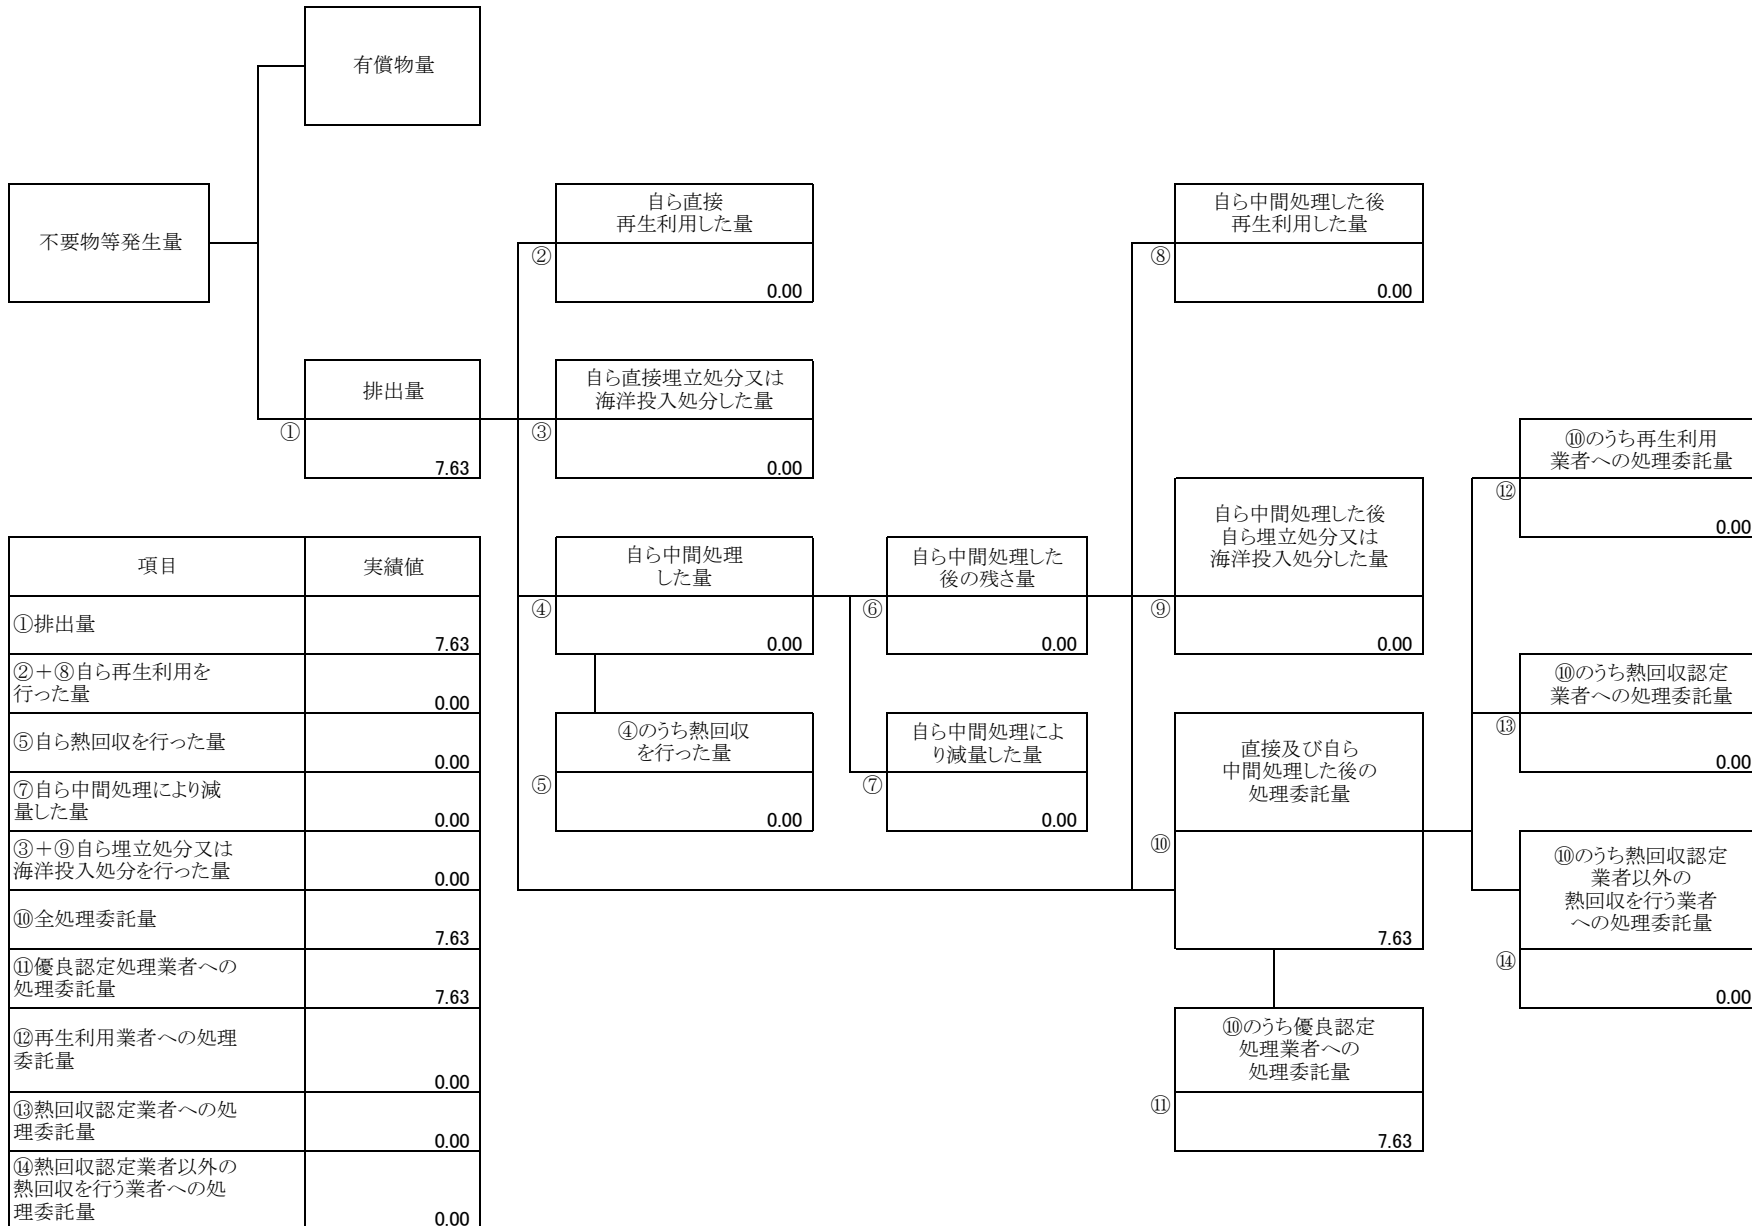 有償物量
不要物等発生量
排出量
①
7.63
自ら直接
再生利用した量
②
0.00
自ら直接埋立処分又は
海洋投入処分した量
③
0.00
自ら中間処理
した量
④
0.00
④のうち熱回収
を行った量
⑤
0.00
自ら中間処理した
後の残さ量
⑥
0.00
自ら中間処理によ
り減量した量
⑦
0.00
自ら中間処理した後
再生利用した量
⑧
0.00
自ら中間処理した後
自ら埋立処分又は
海洋投入処分した量
⑨
0.00
直接及び自ら
中間処理した後の
処理委託量
⑩
7.63
⑩のうち優良認定
処理業者への
処理委託量
⑪
7.63
⑩のうち再生利用
業者への処理委託量
⑫
0.00
⑩のうち熱回収認定
業者への処理委託量
⑬
0.00
⑩のうち熱回収認定
業者以外の
熱回収を行う業者
への処理委託量
⑭
0.00
項目 実績値
①排出量
7.63
②＋⑧自ら再生利用を
行った量
0.00
⑤自ら熱回収を行った量
0.00
⑦自ら中間処理により減
量した量
0.00
③＋⑨自ら埋立処分又は
海洋投入処分を行った量
0.00
⑩全処理委託量
7.63
⑪優良認定処理業者への
処理委託量
7.63
⑫再生利用業者への処理
委託量
0.00
⑬熱回収認定業者への処
理委託量
0.00
⑭熱回収認定業者以外の
熱回収を行う業者への処
理委託量
0.00